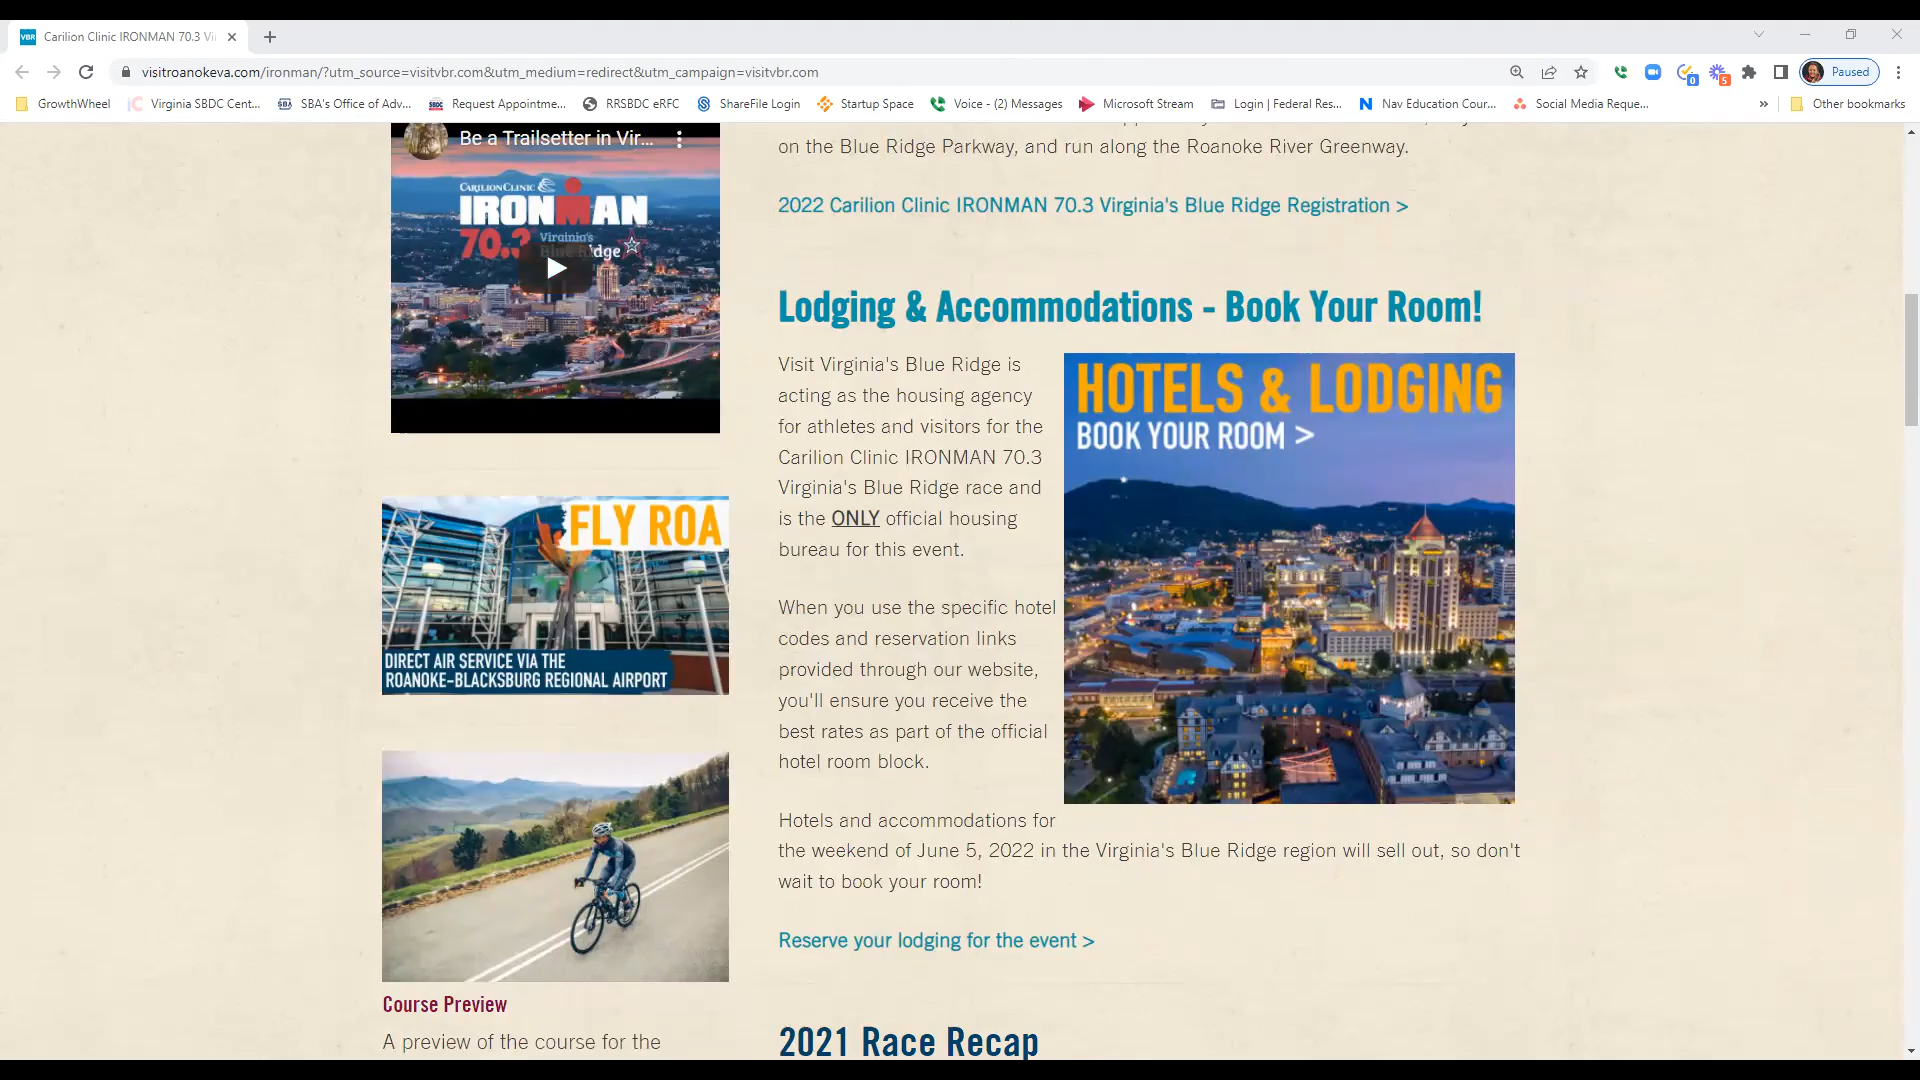 Carilion Clinic IRONMAN 70.3 Vi
visitroanokeva.com/ironman/?utm_source=visitvbr.com&utm_medium=redirect&utm_campaign=visitvbr.com
0
5
Paused
GrowthWheel
Virginia SBDC Cent...
SBA's Office of Adv...
Request Appointme...
RRSBDC eRFC
ShareFile Login
Startup Space
Voice - (2) Messages
Microsoft Stream
Login | Federal Res...
Nav Education Cour...
Social Media Reque...
»
Other bookmarks
Be a Trailsetter in Vir...
CARILION CLINIC
IRONMAN
70.3
Virginia's
Blue Ridge
FLY ROA
DIRECT AIR SERVICE VIA THE
ROANOKE-BLACKSBURG REGIONAL AIRPORT
Course Preview
A preview of the course for the
on the Blue Ridge Parkway, and run along the Roanoke River Greenway.
2022 Carilion Clinic IRONMAN 70.3 Virginia's Blue Ridge Registration >
Lodging & Accommodations - Book Your Room!
Visit Virginia's Blue Ridge is
acting as the housing agency
for athletes and visitors for the
Carilion Clinic IRONMAN 70.3
Virginia's Blue Ridge race and
is the ONLY official housing
bureau for this event.
HOTELS & LODGING
BOOK YOUR ROOM >
When you use the specific hotel
codes and reservation links
provided through our website,
you'll ensure you receive the
best rates as part of the official
hotel room block.
Hotels and accommodations for
the weekend of June 5, 2022 in the Virginia's Blue Ridge region will sell out, so don't
wait to book your room!
Reserve your lodging for the event >
2021 Race Recap